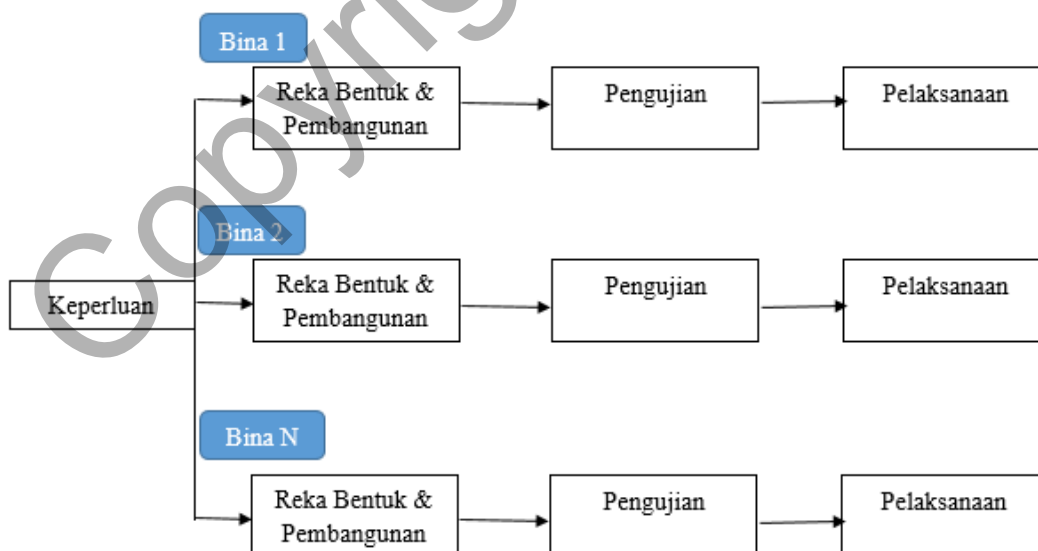 Bina 1
Reka Bentuk &
Pembangunan
Pengujian
Pelaksanaan
Bina 2
Keperluan
Reka Bentuk &
Pembangunan
Pengujian
Pelaksanaan
Bina N
Reka Bentuk &
Pembangunan
Pengujian
Pelaksanaan
Copyrig